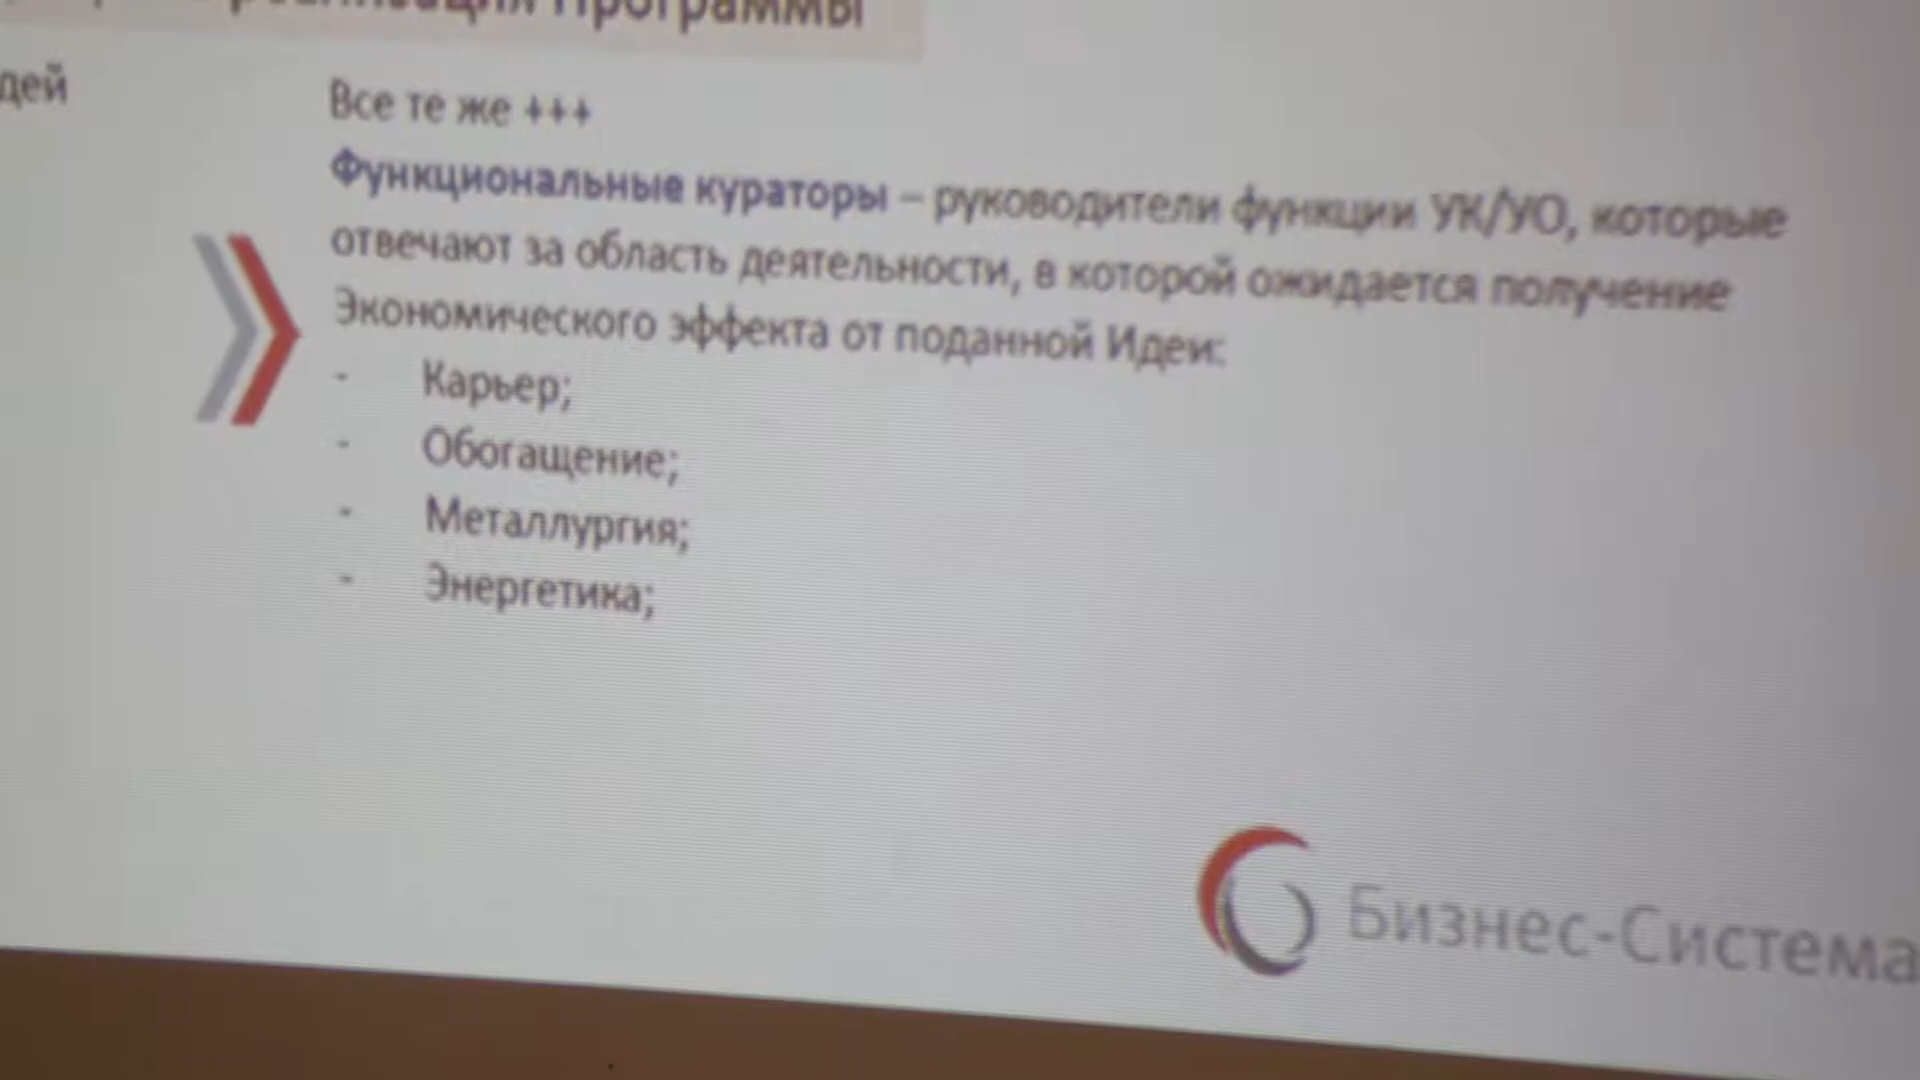 Программы
дей
Все те же +++
Функциональные кураторы – руководители функции УК/УО, которые
отвечают за область деятельности, в которой ожидается получение
Экономического эффекта от поданной Идеи:
- Карьер;
- Обогащение;
- Металлургия;
- Энергетика;
Бизнес-Система